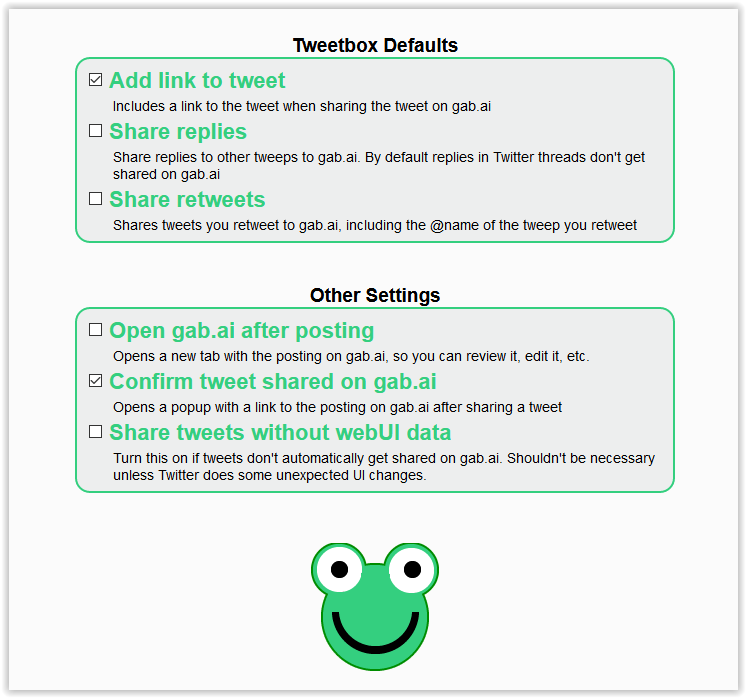 Tweetbox Defaults
Add link to tweet
Includes a link to the tweet when sharing the tweet on gab.ai
Share replies
Share replies to other tweeps to gab.ai. By default replies in Twitter threads don't get
shared on gab.ai
Share retweets
Shares tweets you retweet to gab.ai, including the @name of the tweep you retweet
Other Settings
Open gab.ai after posting
Opens a new tab with the posting on gab.ai, so you can review it, edit it, etc.
Confirm tweet shared on gab.ai
Opens a popup with a link to the posting on gab.ai after sharing a tweet
Share tweets without webUI data
Turn this on if tweets don't automatically get shared on gab.ai. Shouldn't be necessary
unless Twitter does some unexpected UI changes.